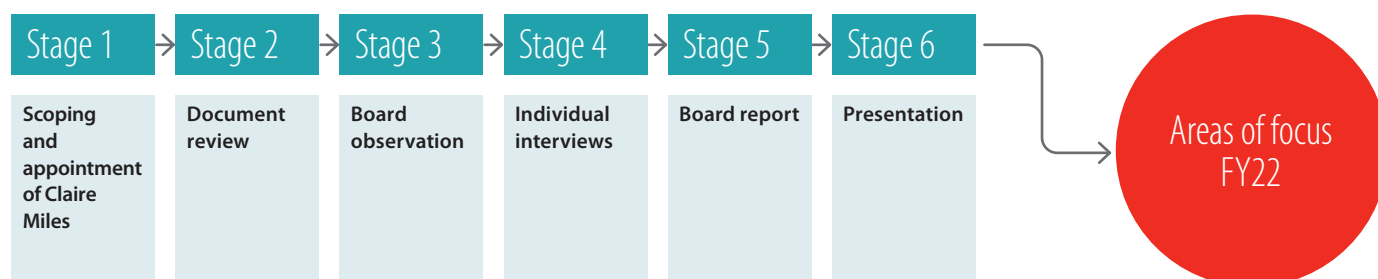 Stage 1
Stage 2
Stage 3
Stage 4
Stage 5
Stage 6
Scoping
and
appointment
of Claire
Miles
Document
review
Board
observation
Individual
interviews
Board report
Presentation
Areas of focus
FY22